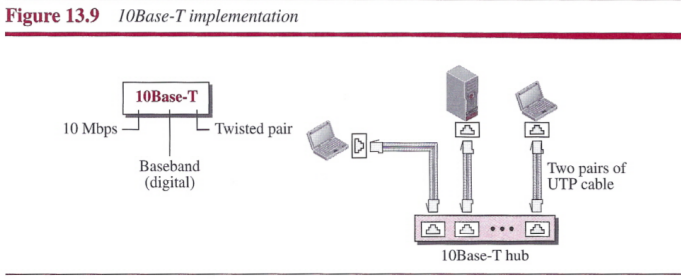 Figure 13.9 10Base-T implementation
10Base-T
10 Mbps
Twisted pair
Baseband
(digital)
Two pairs of
UTP cable
10Base-T hub